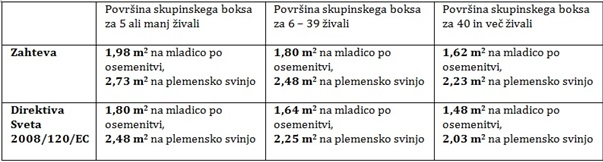 Površina skupinskega boksa
za 5 ali manj živali
Površina skupinskega boksa
za 6 – 39 živali
Površina skupinskega boksa
za 40 in več živali
Zahteva
1,98 m² na mladico po
osemenitvi,
2,73 m² na plemensko svinjo
1,80 m² na mladico po
osemenitvi,
2,48 m² na plemensko svinjo
1,62 m² na mladico po
osemenitvi,
2,23 m² na plemensko svinjo
Direktiva
Sveta
2008/120/EC
1,80 m² na mladico po
osemenitvi,
2,48 m² na plemensko svinjo
1,64 m² na mladico po
osemenitvi,
2,25 m² na plemensko svinjo
1,48 m² na mladico po
osemenitvi,
2,03 m² na plemensko svinjo